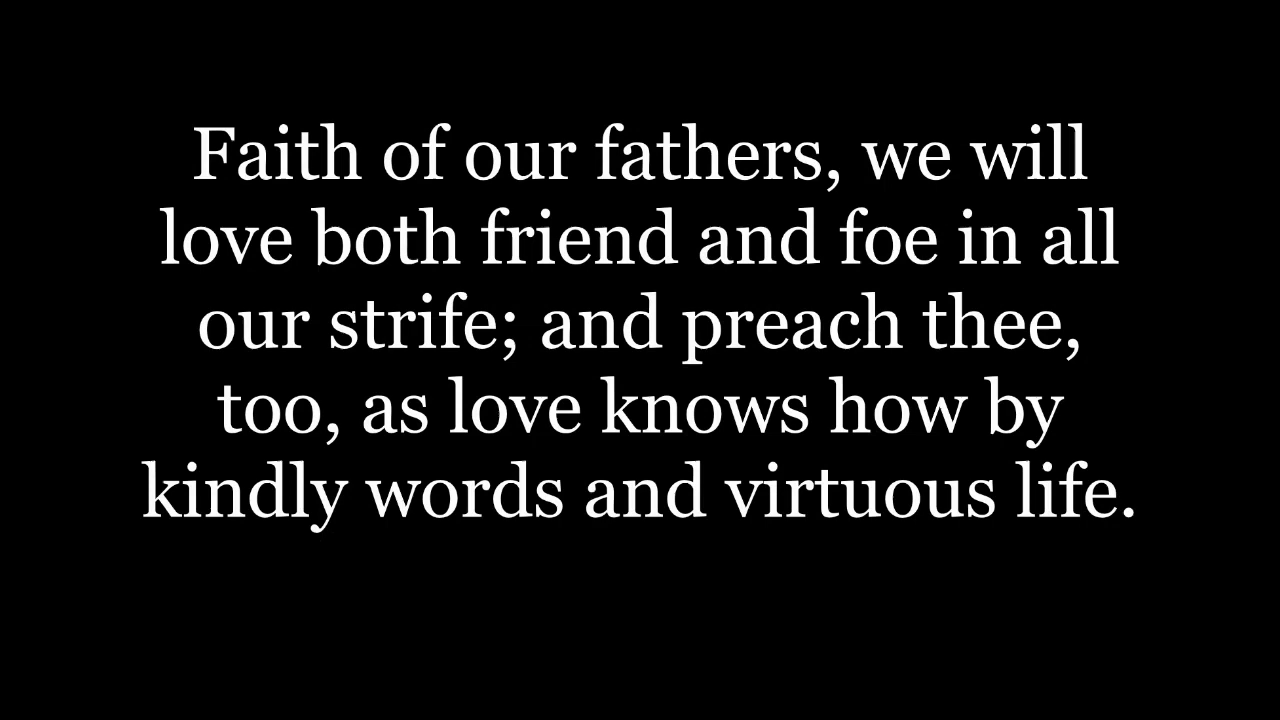 Faith of our fathers, we will
love both friend and foe in all
our strife; and preach thee,
too, as love knows how by
kindly words and virtuous life.